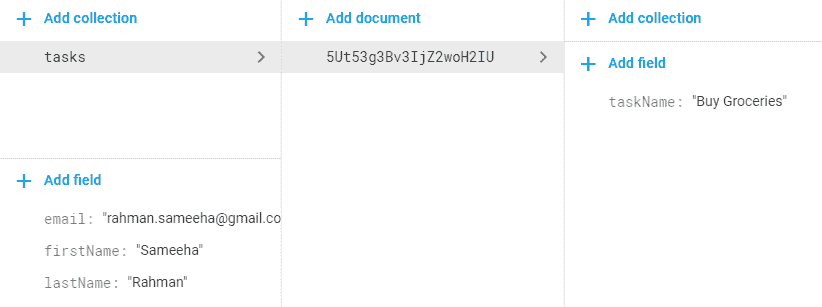 Add collection
tasks
Add field
email: "rahman.sameeha@gmail.co
firstName: "Sameeha"
lastName: "Rahman"
Add document
5Ut53g3Bv3IjZ2woH2IU
Add collection
Add field
taskName: "Buy Groceries"